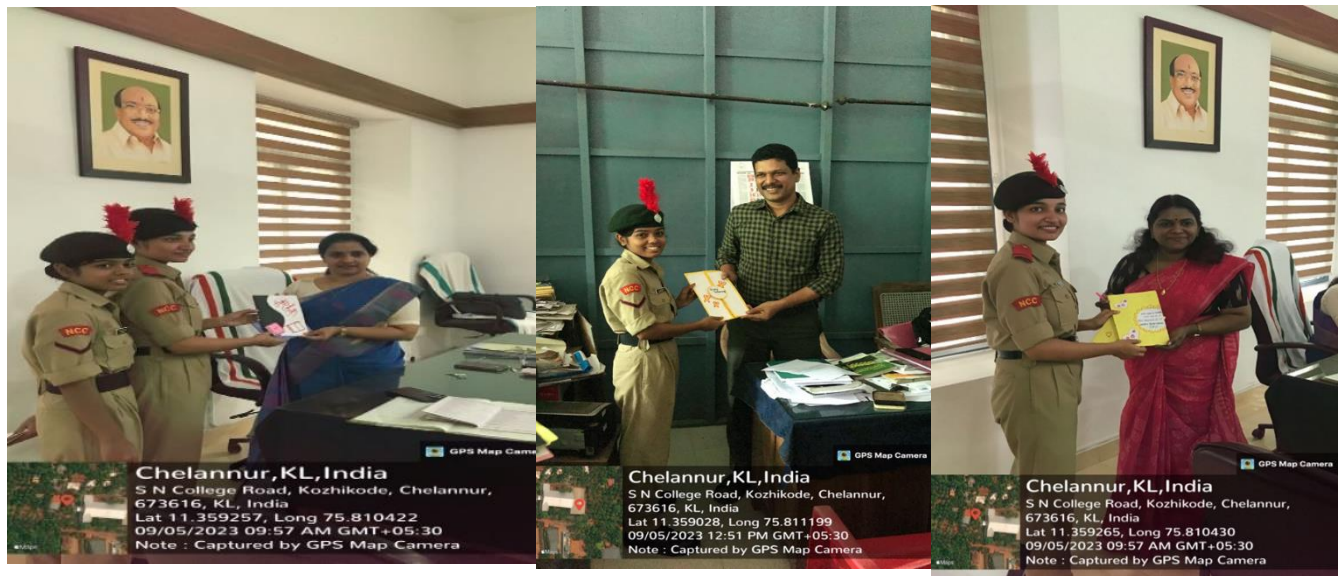 NCC
NCC
GPS Map Camera
Chelannur,KL,India
S N College Road, Kozhikode, Chelannur,
673616, KL, India
Lat 11.359257, Long 75.810422
09/05/2023 09:57 AM GMT+05:30
Note : Captured by GPS Map Camera
NCC
GPS Map Camera
Chelannur,KL,India
S N College Road, Kozhikode, Chelannur,
673616, KL, India
Lat 11.359028, Long 75.811199
09/05/2023 12:51 PM GMT+05:30
Note : Captured by GPS Map Camera
NCC
GPS Map Camera
Chelannur,KL,India
S N College Road, Kozhikode, Chelannur,
673616, KL, India
Lat 11.359265, Long 75.810430
09/05/2023 09:57 AM GMT+05:30
Note : Captured by GPS Map Camera